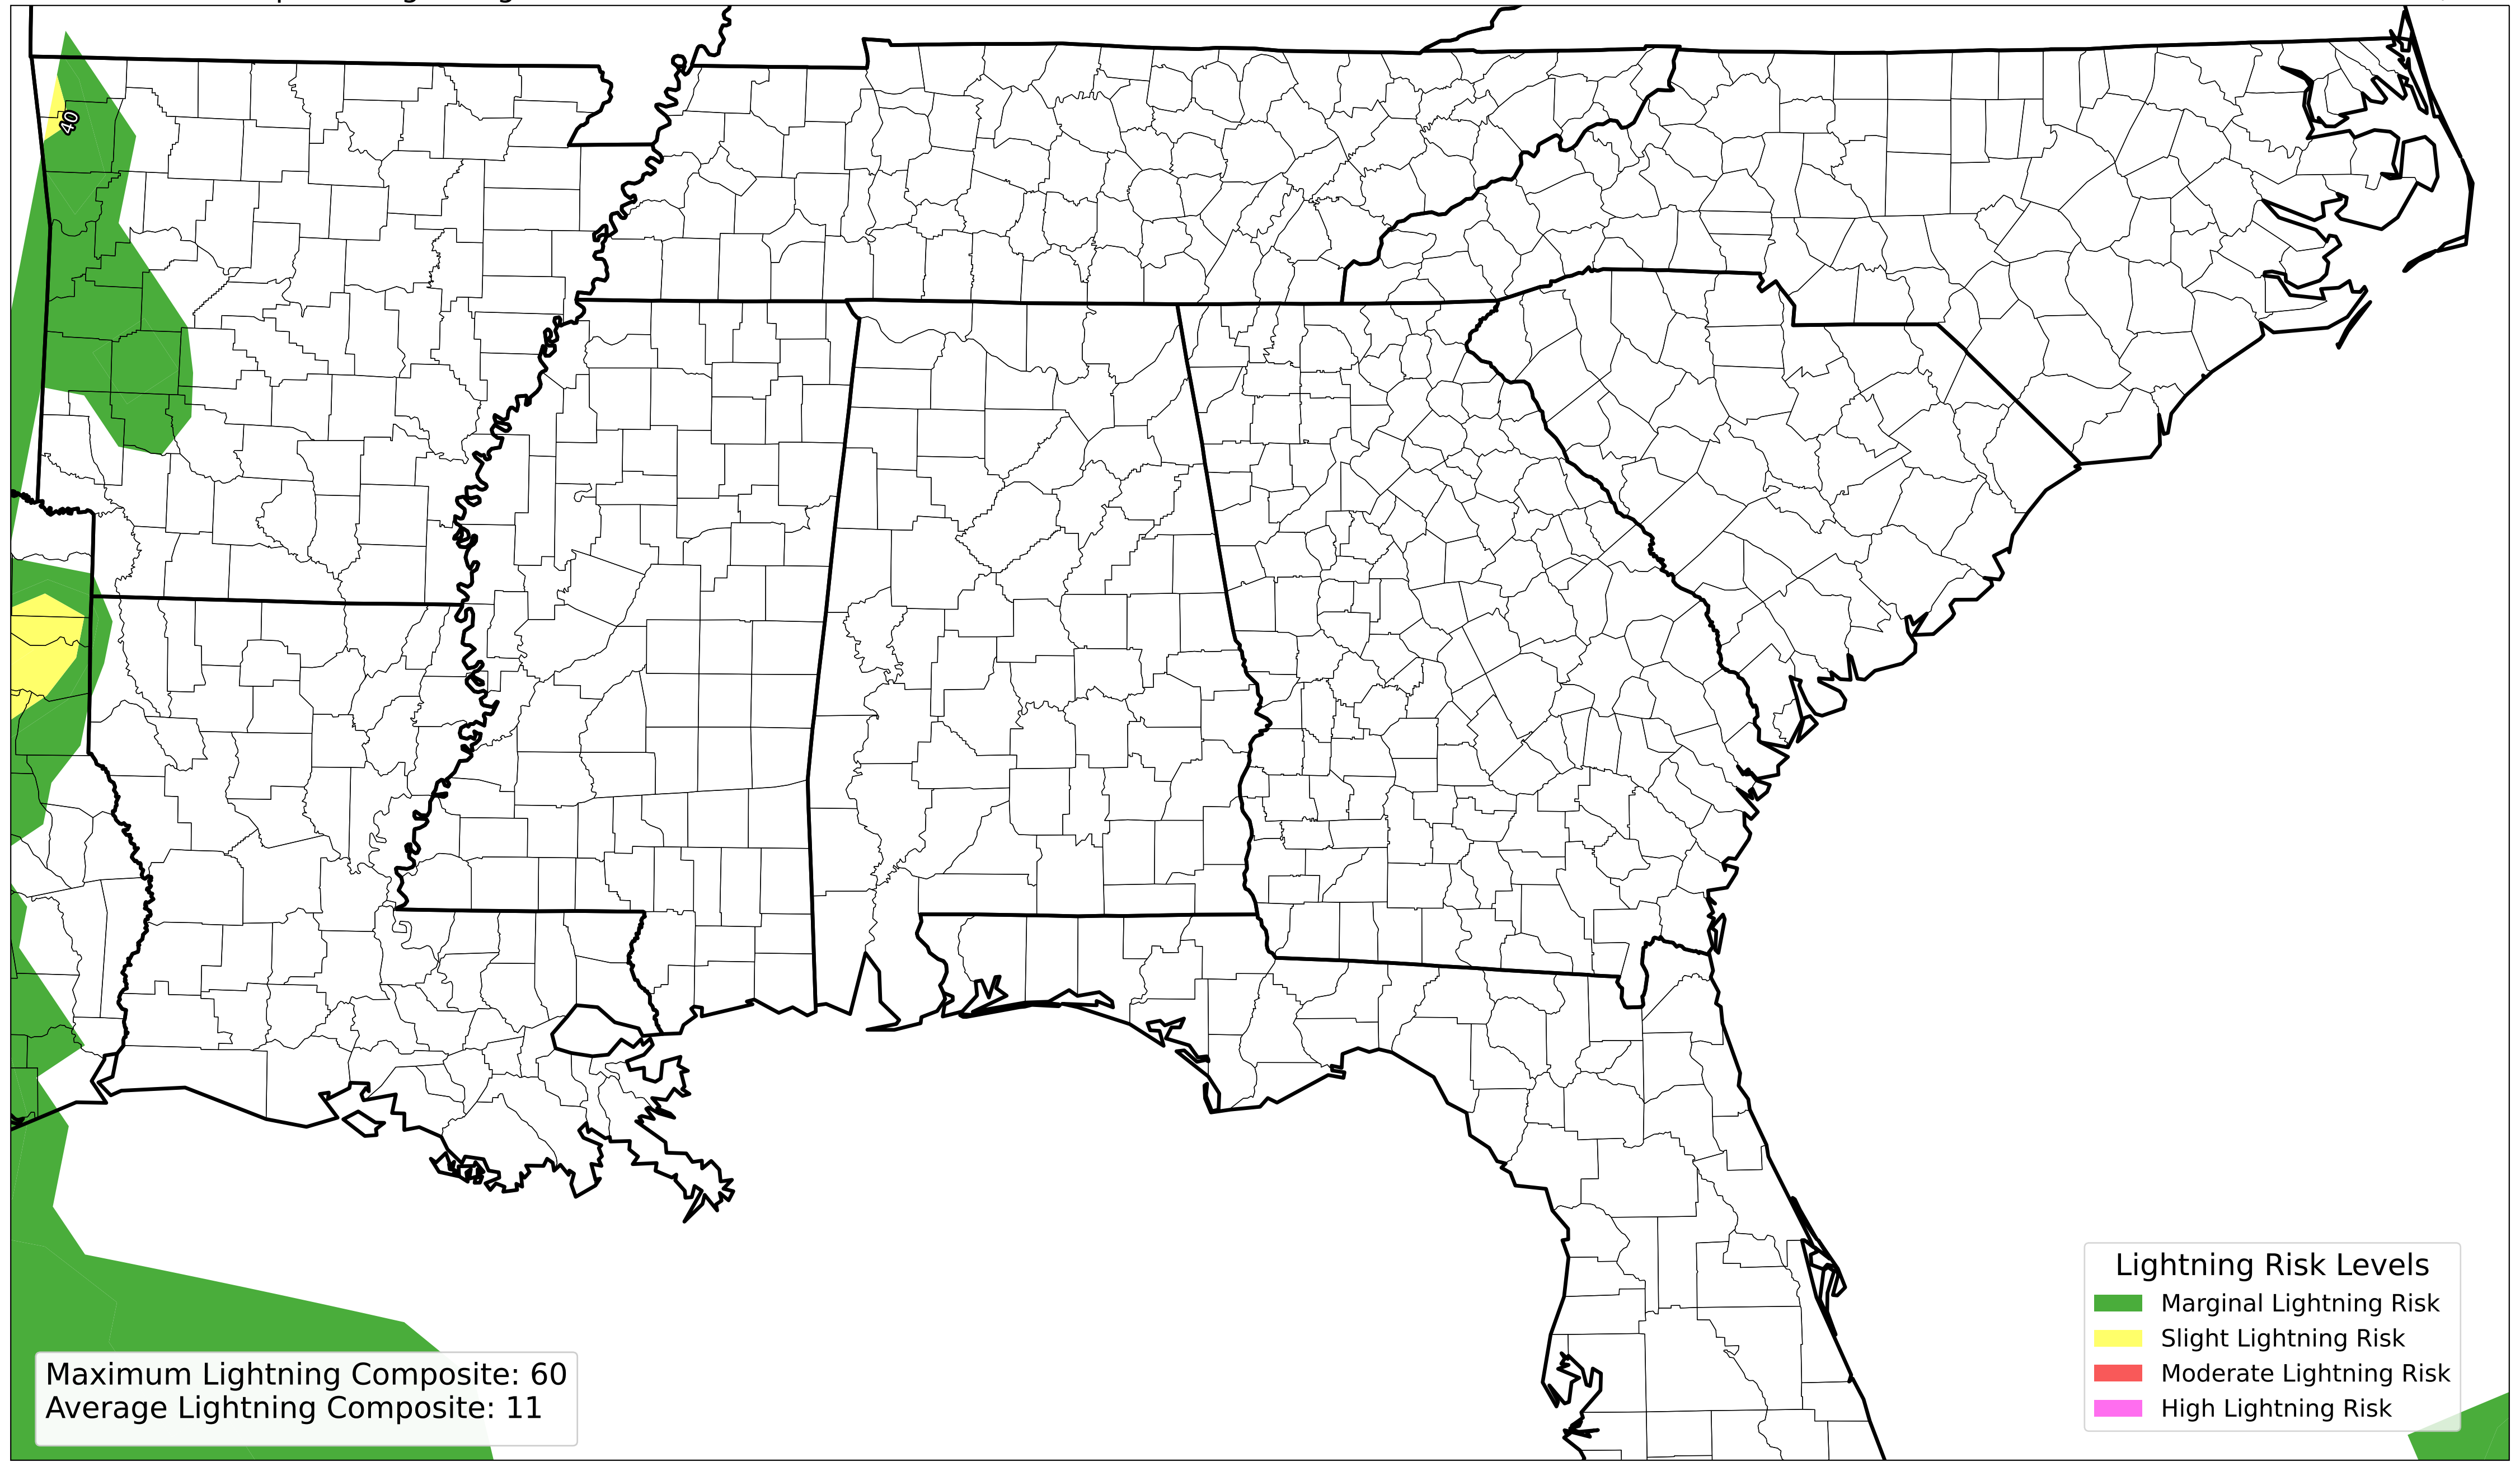 40
Lightning Risk Levels
Marginal Lightning Risk
Slight Lightning Risk
Moderate Lightning Risk
High Lightning Risk
Maximum Lightning Composite: 60
Average Lightning Composite: 11